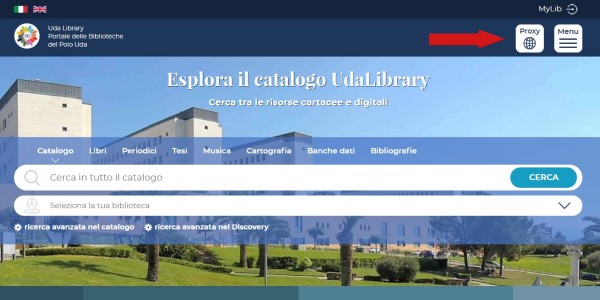 MyLib
Uda Library
Portale delle Biblioteche
del Polo Uda
Proxy
Menu
Esplora il catalogo UdaLibrary
Cerca tra le risorse cartacee e digitali
Catalogo Libri Periodici Tesi Musica Cartografia Banche dati Bibliografie
Cerca in tutto il catalogo
CERCA
Seleziona la tua biblioteca
ricerca avanzata nel catalogo ricerca avanzata nel Discovery